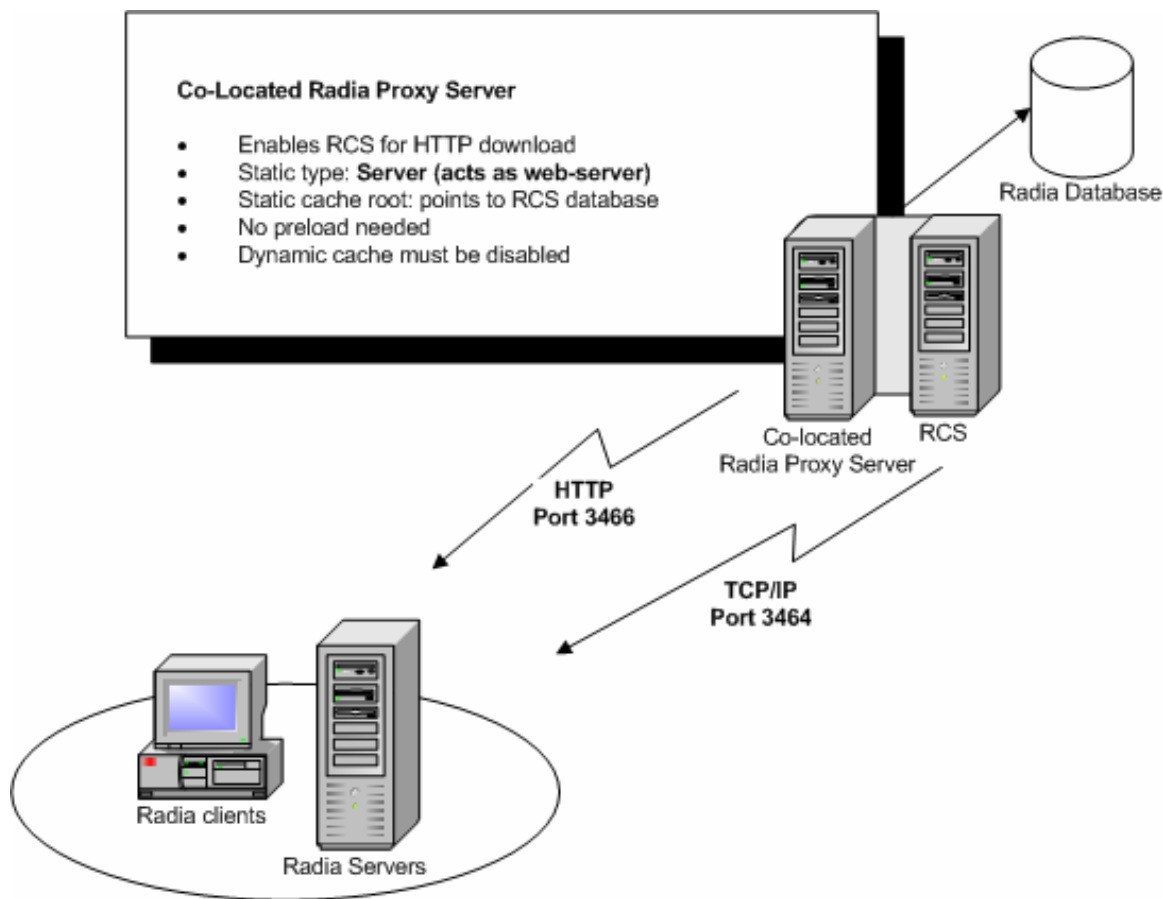 Co-Located Radia Proxy Server
• Enables RCS for HTTP download
• Static type: Server (acts as web-server)
• Static cache root: points to RCS database
• No preload needed
• Dynamic cache must be disabled
Radia Database
Co-located
Radia Proxy Server
RCS
HTTP
Port 3466
TCP/IP
Port 3464
Radia clients
Radia Servers